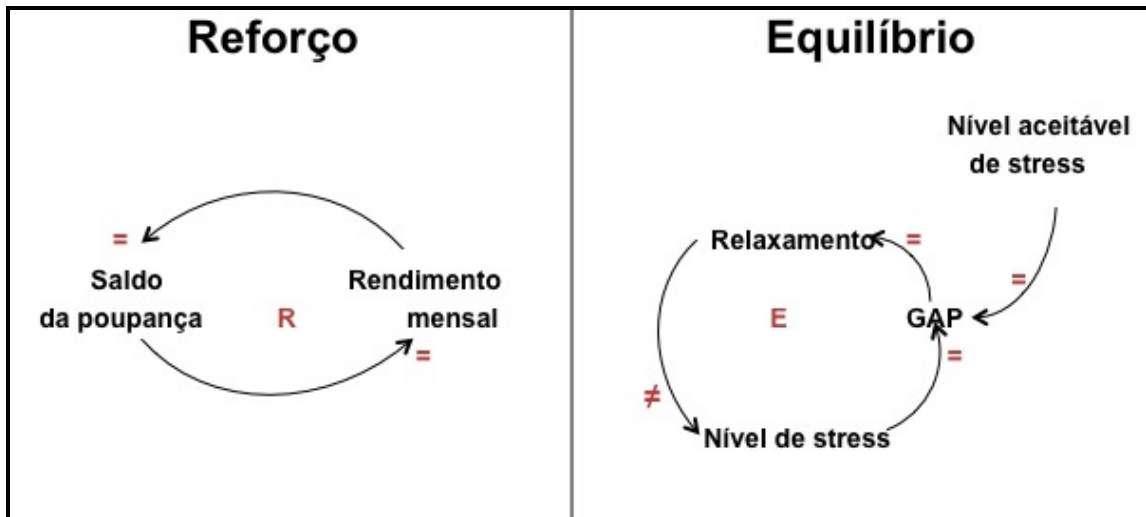 Reforço
=
Saldo
da poupança
R
Rendimento
mensal
=
Equilíbrio
Nível aceitável
de stress
Relaxamento
=
=
E
GAP
=
≠
Nível de stress